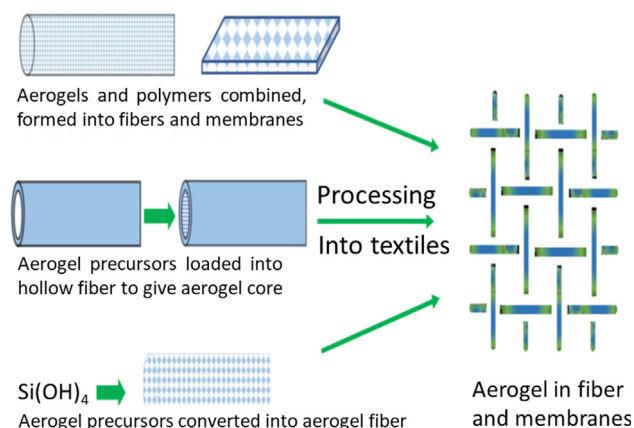 Aerogels and polymers combined,
formed into fibers and membranes
Aerogel precursors loaded into
hollow fiber to give aerogel core
Si(OH)₄
Aerogel precursors converted into aerogel fiber
Processing
Into textiles
Aerogel in fiber
and membranes